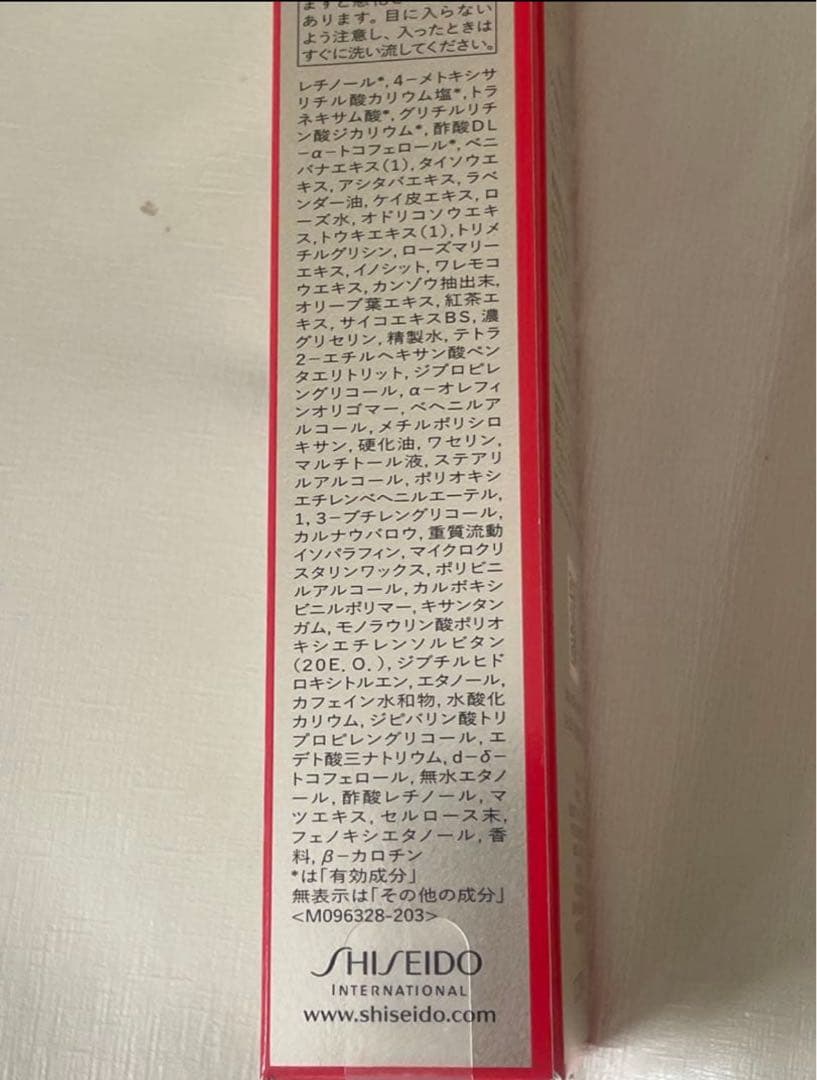 あります。目に入らない
よう注意し、入ったときは
すぐに洗い流してください。
レチノール*, 4-メトキシサ
リチル酸カリウム塩*,トラ
ネキサム酸*, グリチルリチ
ン酸ジカリウム*, 酢酸DL
-α-トコフェロール*, ベニ
バナエキス(1), タイソウエ
キス, アシタバエキス, ラベ
ンダー油, ケイ皮エキス, ロ
ーズ水, オドリコソウエキ
ス,トウキエキス(1),トリメ
チルグリシン, ローズマリー
エキス, イノシット, ワレモコ
ウエキス, カンゾウ抽出末,
オリーブ葉エキス, 紅茶エ
キス, サイコエキスBS, 濃
グリセリン, 精製水, テトラ
2-エチルヘキサン酸ペン
タエリトリット, ジプロピレ
ングリコール, α-オレフィ
ンオリゴマー, ベヘニルア
ルコール, メチルポリシロ
キサン, 硬化油, ワセリン,
マルチトール液, ステアリ
ルアルコール, ポリオキシ
エチレンベヘニルエーテル,
1, 3-ブチレングリコール,
カルナウバロウ, 重質流動
イソパラフィン, マイクロクリ
スタリンワックス, ポリビニ
ルアルコール, カルボキシ
ビニルポリマー, キサンタン
ガム, モノラウリン酸ポリオ
キシエチレンソルビタン
(20E. O. ), ジブチルヒド
ロキシトルエン, エタノール,
カフェイン水和物, 水酸化
カリウム, ジピバリン酸トリ
プロピレングリコール, エ
デト酸三ナトリウム, d-δ-
トコフェロール, 無水エタノ
ール, 酢酸レチノール, マ
ツエキス, セルロース末,
フェノキシエタノール, 香
料, β-カロチン
*は「有効成分」
無表示は「その他の成分」
<M096328-203>
SHISEIDO
INTERNATIONAL
www.shiseido.com